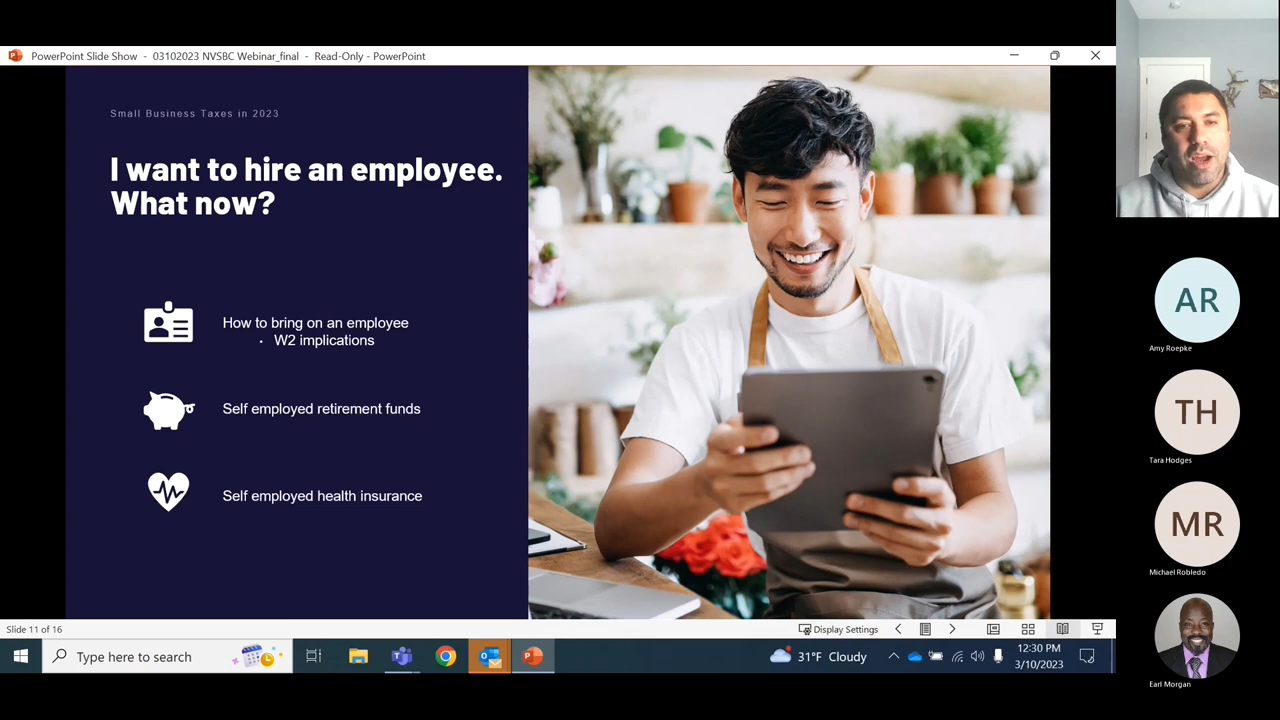 PowerPoint Slide Show - 03102023 NVSBC Webinar_final - Read-Only - PowerPoint
Small Business Taxes in 2023
I want to hire an employee.
What now?
How to bring on an employee
• W2 implications
Self employed retirement funds
Self employed health insurance
AR
Amy Roepke
TH
Tara Hodges
MR
Michael Robledo
Earl Morgan
Slide 11 of 16
Display Settings
Type here to search
31°F Cloudy
12:30 PM
3/10/2023